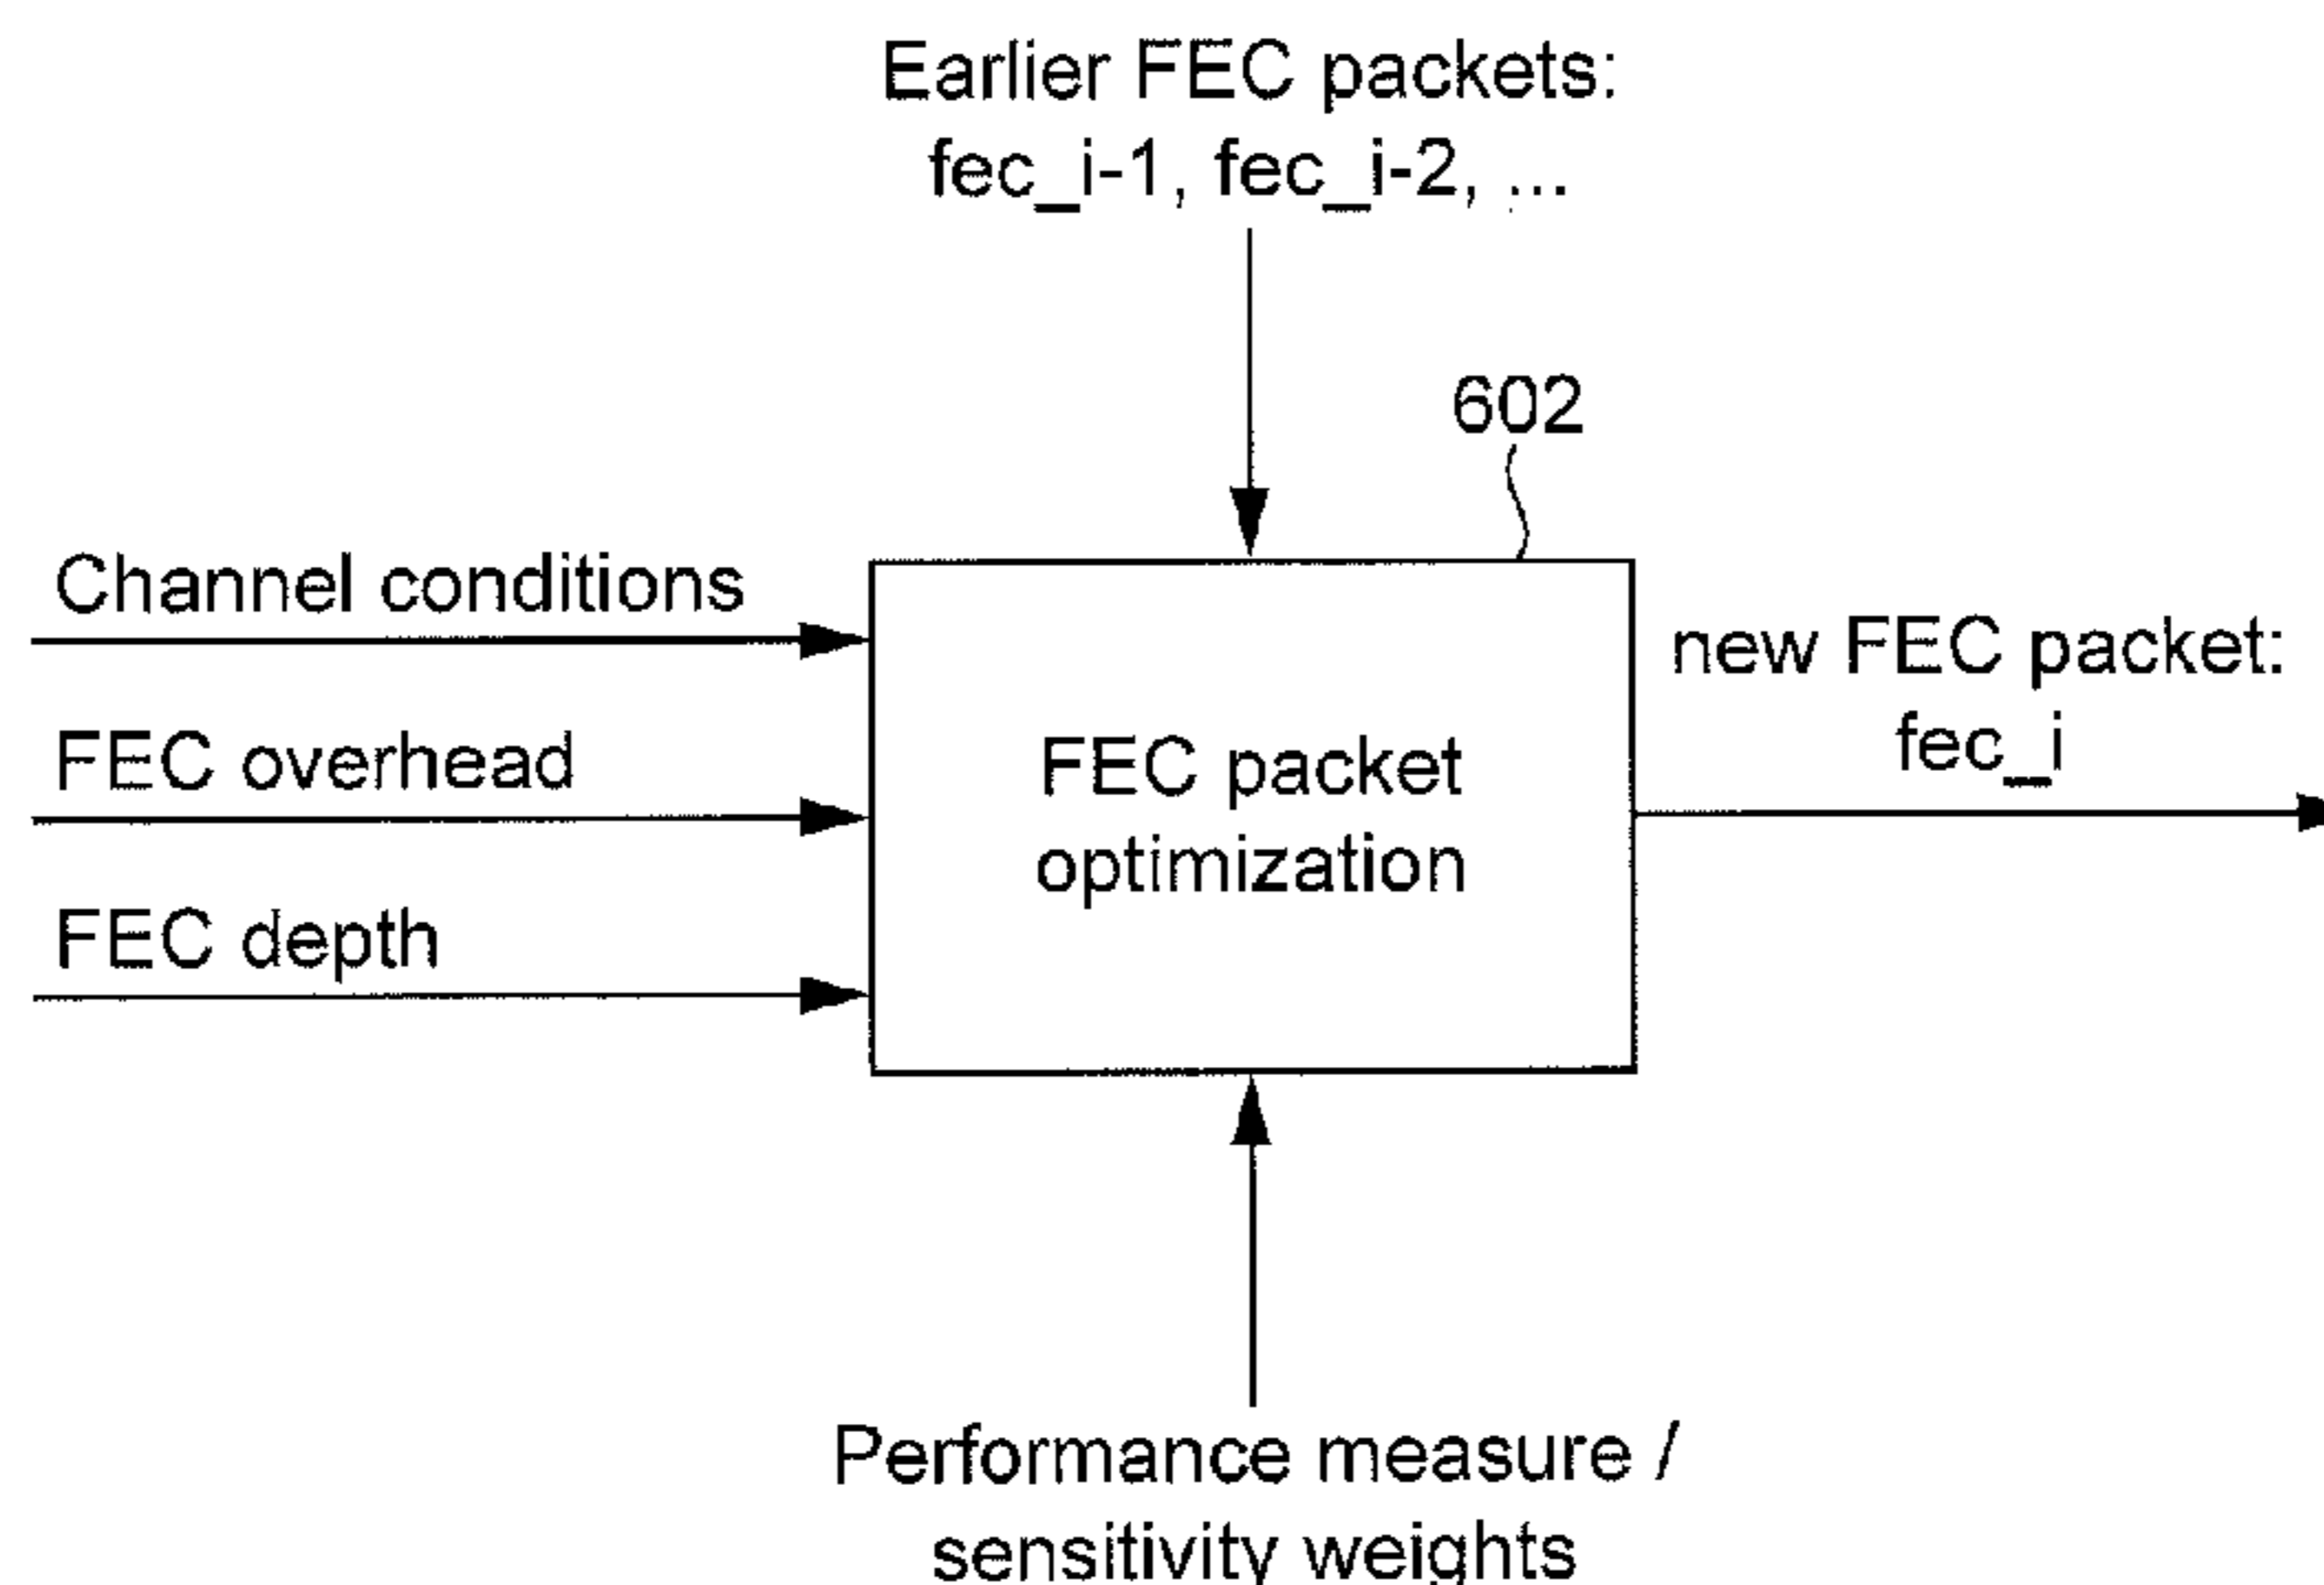 Earlier FEC packets:
fec_i-1, fec_i-2, ...
602
Channel conditions
new FEC packet:
fec_i
FEC overhead
FEC packet
optimization
FEC depth
Performance measure /
sensitivity weights